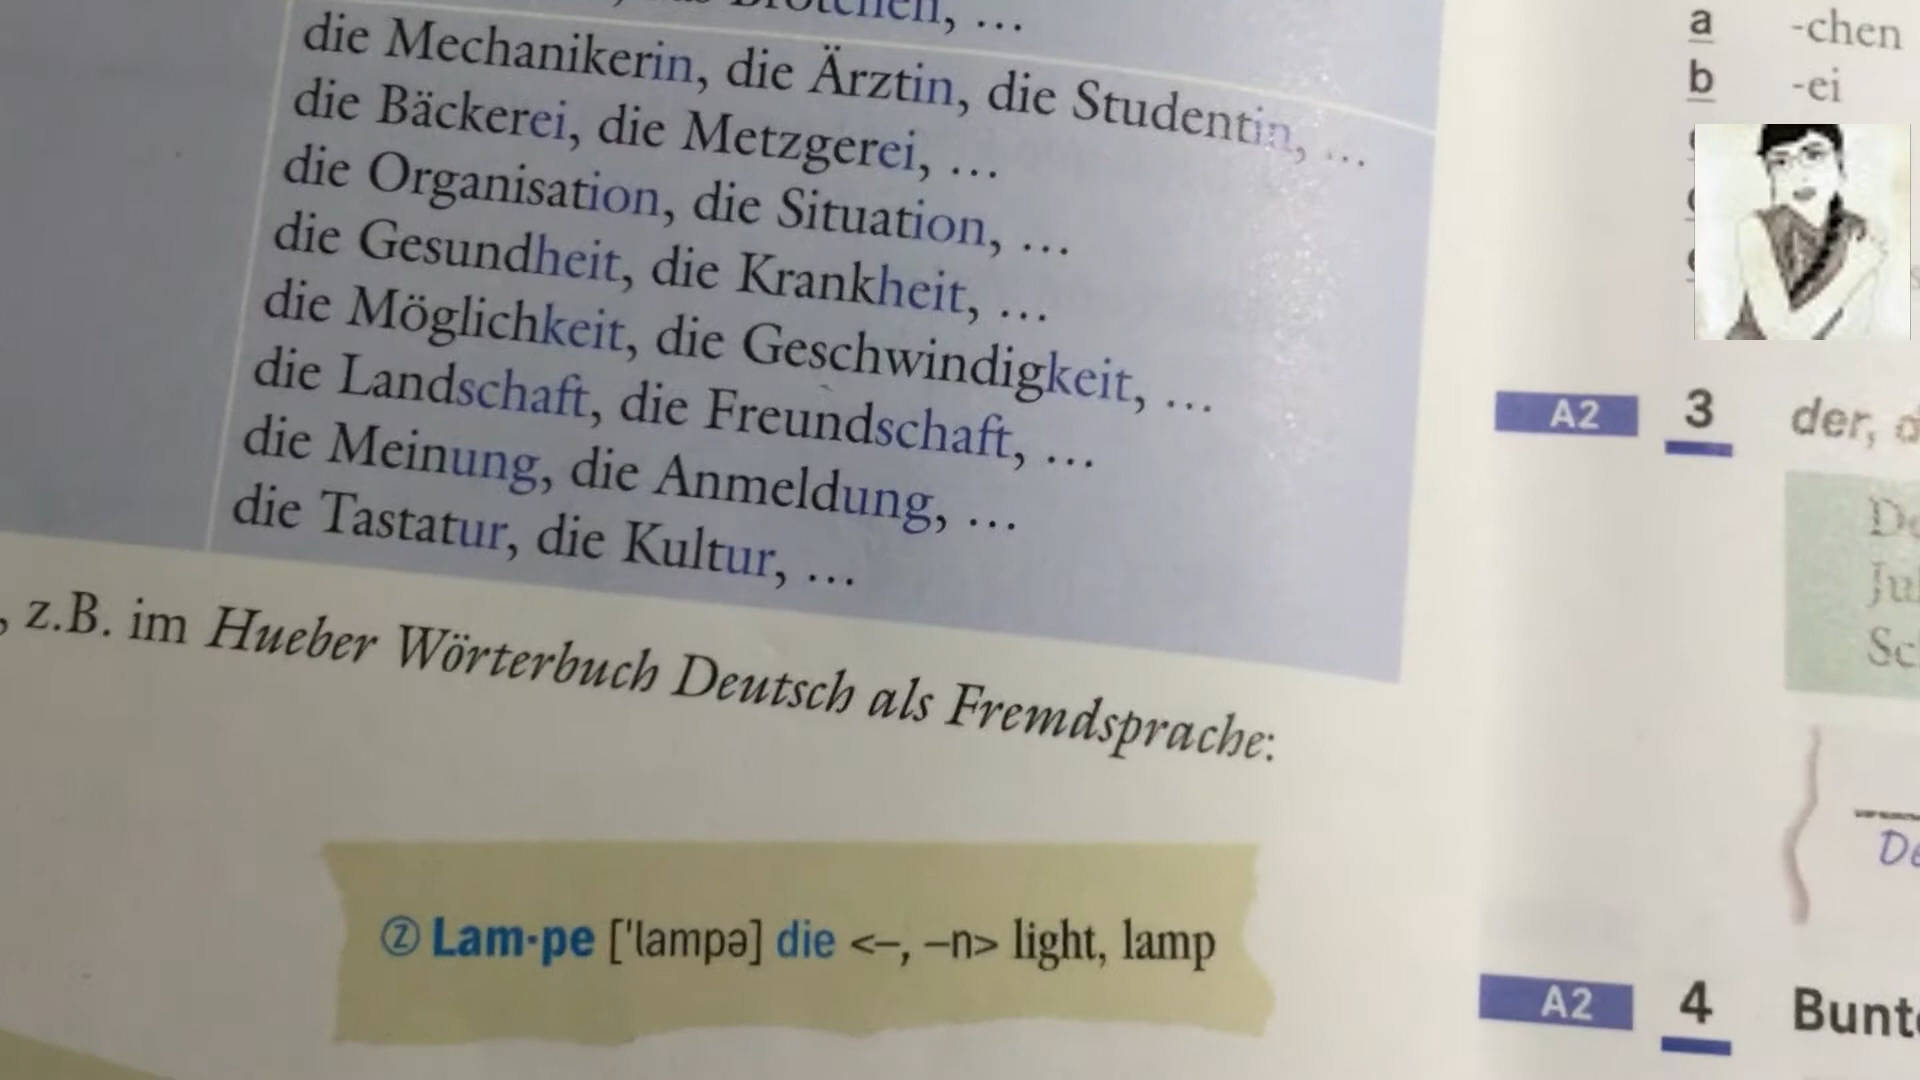 die Mechanikerin, die Ärztin, die Studentin, ...
die Bäckerei, die Metzgerei, ...
die Organisation, die Situation, ...
die Gesundheit, die Krankheit, ...
die Möglichkeit, die Geschwindigkeit, ...
die Landschaft, die Freundschaft, ...
die Meinung, die Anmeldung, ...
die Tastatur, die Kultur, ...
, z.B. im Hueber Wörterbuch Deutsch als Fremdsprache:
② Lam·pe ['lampə] die <–, –n> light, lamp
a -chen
b -ei
A2 3 der,
A2 4